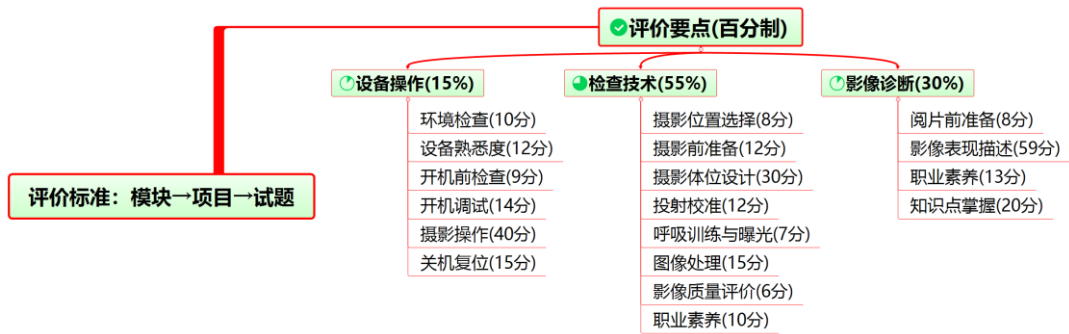 评价要点(百分制)
设备操作(15%)
检查技术(55%)
影像诊断(30%)
环境检查(10分)
设备熟悉度(12分)
开机前检查(9分)
开机调试(14分)
摄影操作(40分)
关机复位(15分)
摄影位置选择(8分)
摄影前准备(12分)
摄影体位设计(30分)
投射校准(12分)
呼吸训练与曝光(7分)
图像处理(15分)
影像质量评价(6分)
职业素养(10分)
阅片前准备(8分)
影像表现描述(59分)
职业素养(13分)
知识点掌握(20分)
评价标准：模块→项目→试题